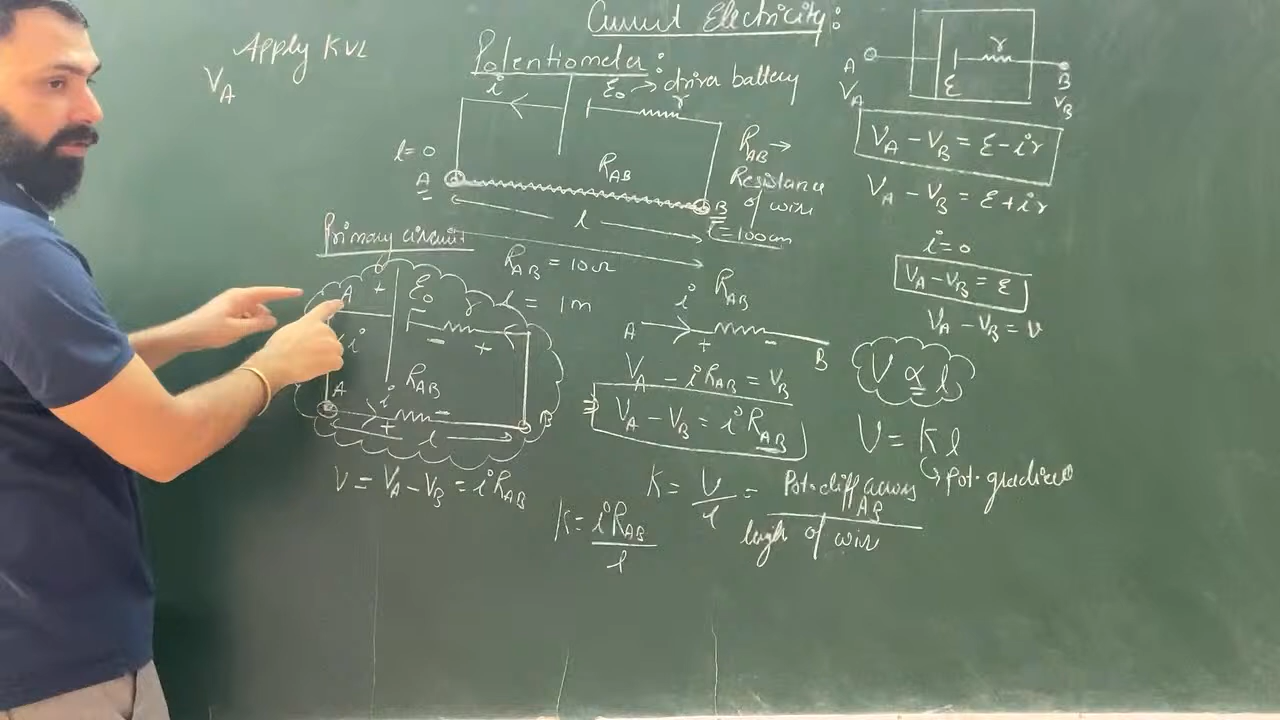 Current Electricity:
Apply KVL
V_A
Potentiometer:
i
E₀ → driver battery
r
l = 0
A
R_AB
B
l
l = 100cm
R_AB →
Resistance
of wire
A
V_A
ε
r
B
V_B
V_A - V_B = ε - ir
V_A - V_B = ε + ir
i = 0
V_A - V_B = ε
V_A - V_B = V
Primary circuit
R_AB = 10Ω
l = 1m
A
+
E₀
r
-
+
i
A
i
R_AB
+
-
B
l
V = V_A - V_B = iR_AB
i
R_AB
A
+
-
B
V_A - iR_AB = V_B
≡ V_A - V_B = iR_AB
V ∝ l
V = Kl
↳ Pot. gradient
K = V/l = Pot. diff across AB / length of wire
K = iR_AB / l